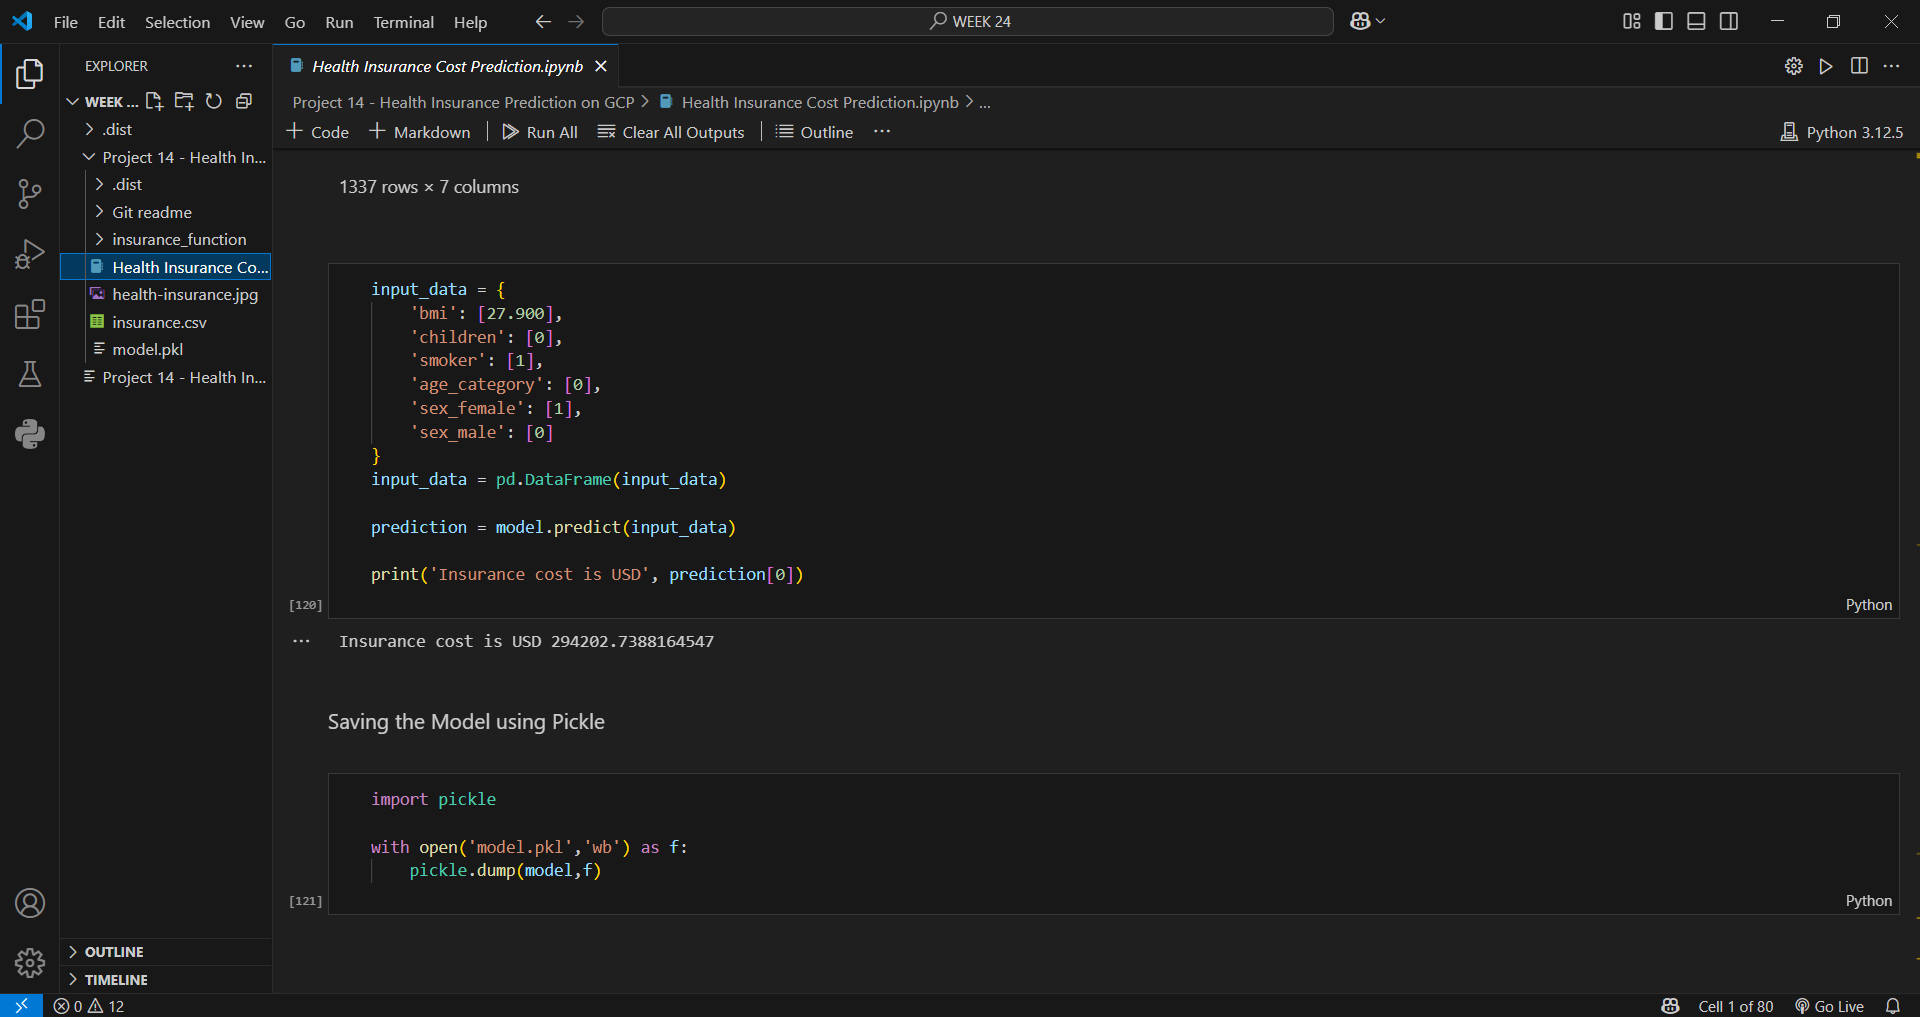 File Edit Selection View Go Run Terminal Help
WEEK 24
EXPLORER
WEEK ...
.dist
Project 14 - Health In...
.dist
Git readme
insurance_function
Health Insurance Co...
health-insurance.jpg
insurance.csv
model.pkl
Project 14 - Health In...
OUTLINE
TIMELINE
Health Insurance Cost Prediction.ipynb
Project 14 - Health Insurance Prediction on GCP > Health Insurance Cost Prediction.ipynb > ...
+ Code + Markdown Run All Clear All Outputs Outline ...
Python 3.12.5
1337 rows × 7 columns
input_data = {
    'bmi': [27.900],
    'children': [0],
    'smoker': [1],
    'age_category': [0],
    'sex_female': [1],
    'sex_male': [0]
}
input_data = pd.DataFrame(input_data)
prediction = model.predict(input_data)
print('Insurance cost is USD', prediction[0])
[120]
Python
... Insurance cost is USD 294202.7388164547
Saving the Model using Pickle
import pickle
with open('model.pkl','wb') as f:
    pickle.dump(model,f)
[121]
Python
0 12
Cell 1 of 80 Go Live